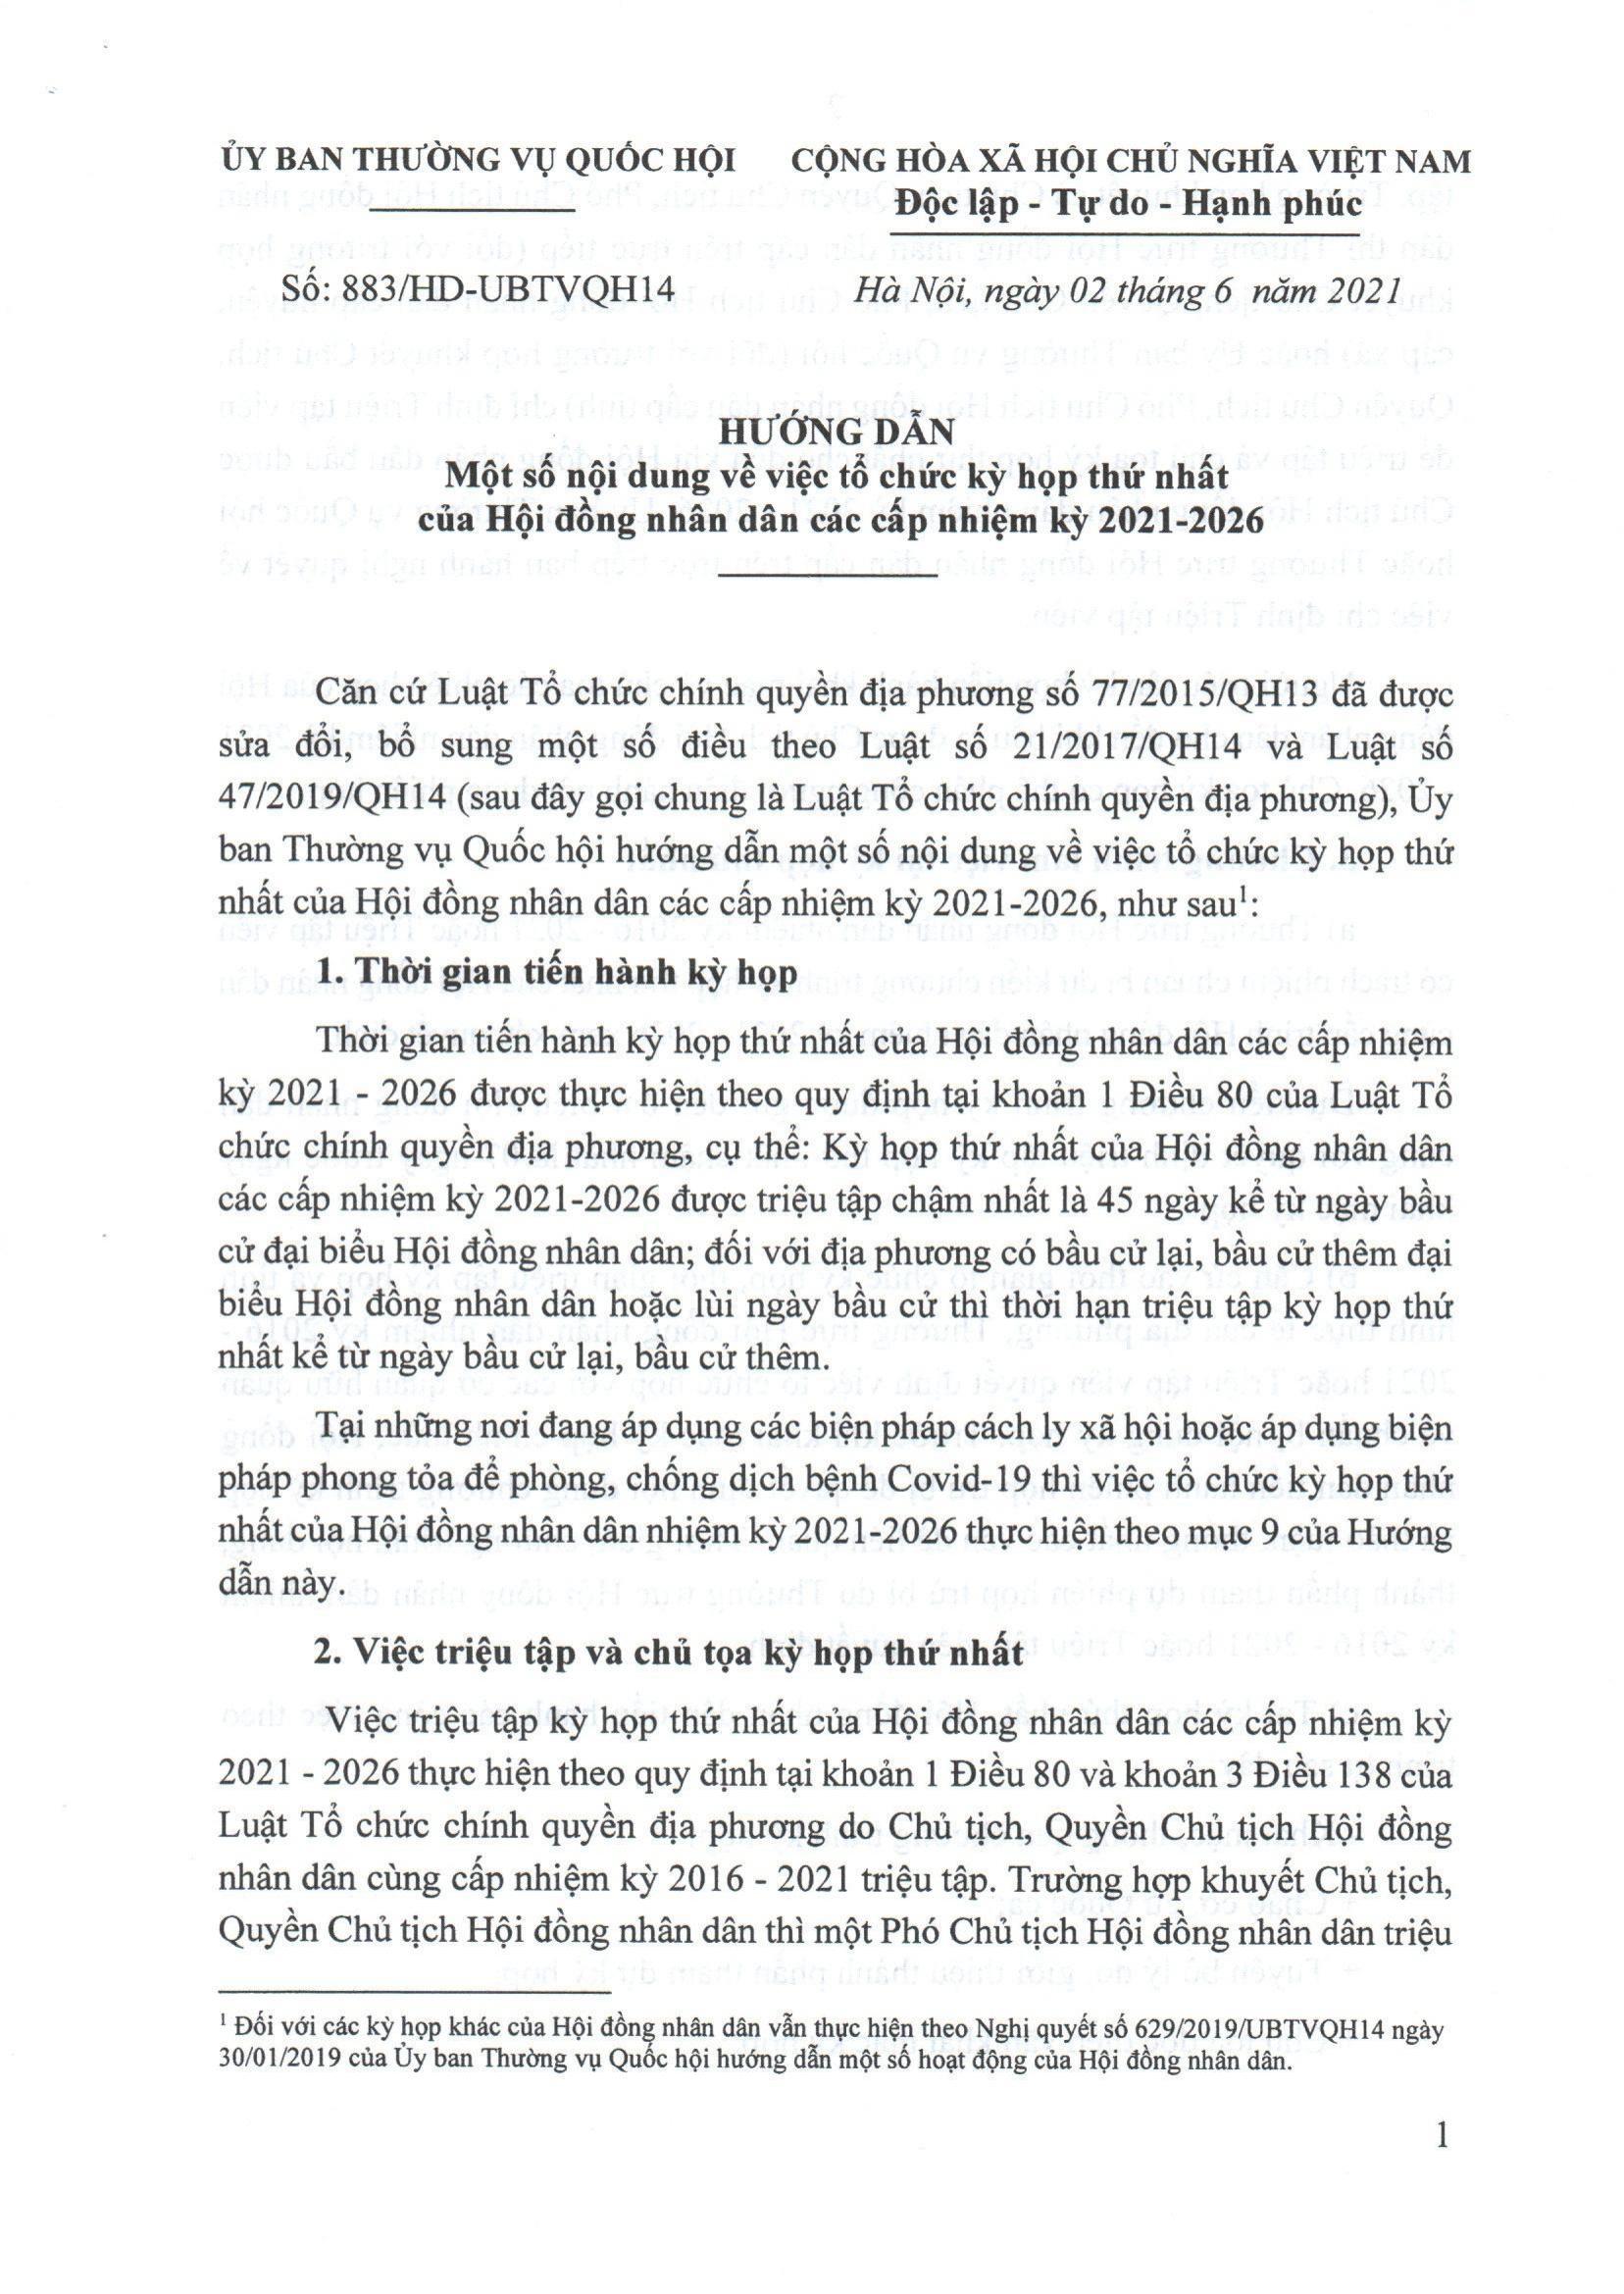 ỦY BAN THƯỜNG VỤ QUỐC HỘI
CỘNG HÒA XÃ HỘI CHỦ NGHĨA VIỆT NAM
Độc lập - Tự do - Hạnh phúc
Số: 883/HD-UBTVQH14
Hà Nội, ngày 02 tháng 6 năm 2021
HƯỚNG DẪN
Một số nội dung về việc tổ chức kỳ họp thứ nhất
của Hội đồng nhân dân các cấp nhiệm kỳ 2021-2026
Căn cứ Luật Tổ chức chính quyền địa phương số 77/2015/QH13 đã được
sửa đổi, bổ sung một số điều theo Luật số 21/2017/QH14 và Luật số
47/2019/QH14 (sau đây gọi chung là Luật Tổ chức chính quyền địa phương), Ủy
ban Thường vụ Quốc hội hướng dẫn một số nội dung về việc tổ chức kỳ họp thứ
nhất của Hội đồng nhân dân các cấp nhiệm kỳ 2021-2026, như sau¹:
1. Thời gian tiến hành kỳ họp
Thời gian tiến hành kỳ họp thứ nhất của Hội đồng nhân dân các cấp nhiệm
kỳ 2021 - 2026 được thực hiện theo quy định tại khoản 1 Điều 80 của Luật Tổ
chức chính quyền địa phương, cụ thể: Kỳ họp thứ nhất của Hội đồng nhân dân
các cấp nhiệm kỳ 2021-2026 được triệu tập chậm nhất là 45 ngày kể từ ngày bầu
cử đại biểu Hội đồng nhân dân; đối với địa phương có bầu cử lại, bầu cử thêm đại
biểu Hội đồng nhân dân hoặc lùi ngày bầu cử thì thời hạn triệu tập kỳ họp thứ
nhất kể từ ngày bầu cử lại, bầu cử thêm.
Tại những nơi đang áp dụng các biện pháp cách ly xã hội hoặc áp dụng biện
pháp phong tỏa để phòng, chống dịch bệnh Covid-19 thì việc tổ chức kỳ họp thứ
nhất của Hội đồng nhân dân nhiệm kỳ 2021-2026 thực hiện theo mục 9 của Hướng
dẫn này.
2. Việc triệu tập và chủ tọa kỳ họp thứ nhất
Việc triệu tập kỳ họp thứ nhất của Hội đồng nhân dân các cấp nhiệm kỳ
2021 - 2026 thực hiện theo quy định tại khoản 1 Điều 80 và khoản 3 Điều 138 của
Luật Tổ chức chính quyền địa phương do Chủ tịch, Quyền Chủ tịch Hội đồng
nhân dân cùng cấp nhiệm kỳ 2016 - 2021 triệu tập. Trường hợp khuyết Chủ tịch,
Quyền Chủ tịch Hội đồng nhân dân thì một Phó Chủ tịch Hội đồng nhân dân triệu
¹ Đối với các kỳ họp khác của Hội đồng nhân dân vẫn thực hiện theo Nghị quyết số 629/2019/UBTVQH14 ngày
30/01/2019 của Ủy ban Thường vụ Quốc hội hướng dẫn một số hoạt động của Hội đồng nhân dân.
1